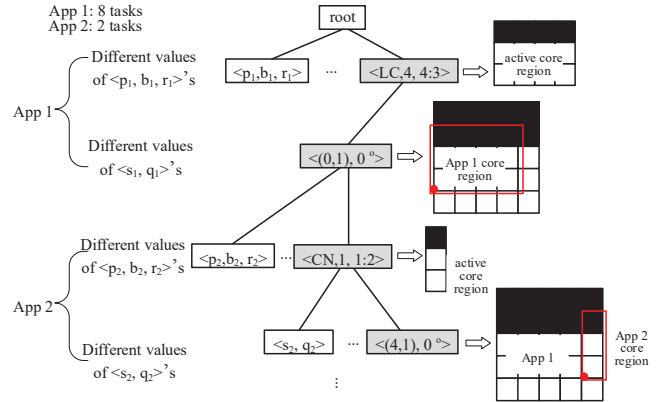 App 1: 8 tasks
App 2: 2 tasks
root
Different values
of <p₁, b₁, r₁>'s
<p₁,b₁, r₁>
...
<LC,4, 4:3>
active core
region
App 1
Different values
of <s₁, q₁>'s
<(0,1), 0 °>
App 1 core
region
Different values
of <p₂, b₂, r₂>'s
<p₂,b₂, r₂>
...
<CN,1, 1:2>
active
core
region
App 2
Different values
of <s₂, q₂>'s
<s₂, q₂>
...
<(4,1), 0 °>
App 1
App 2
core
region
⋮